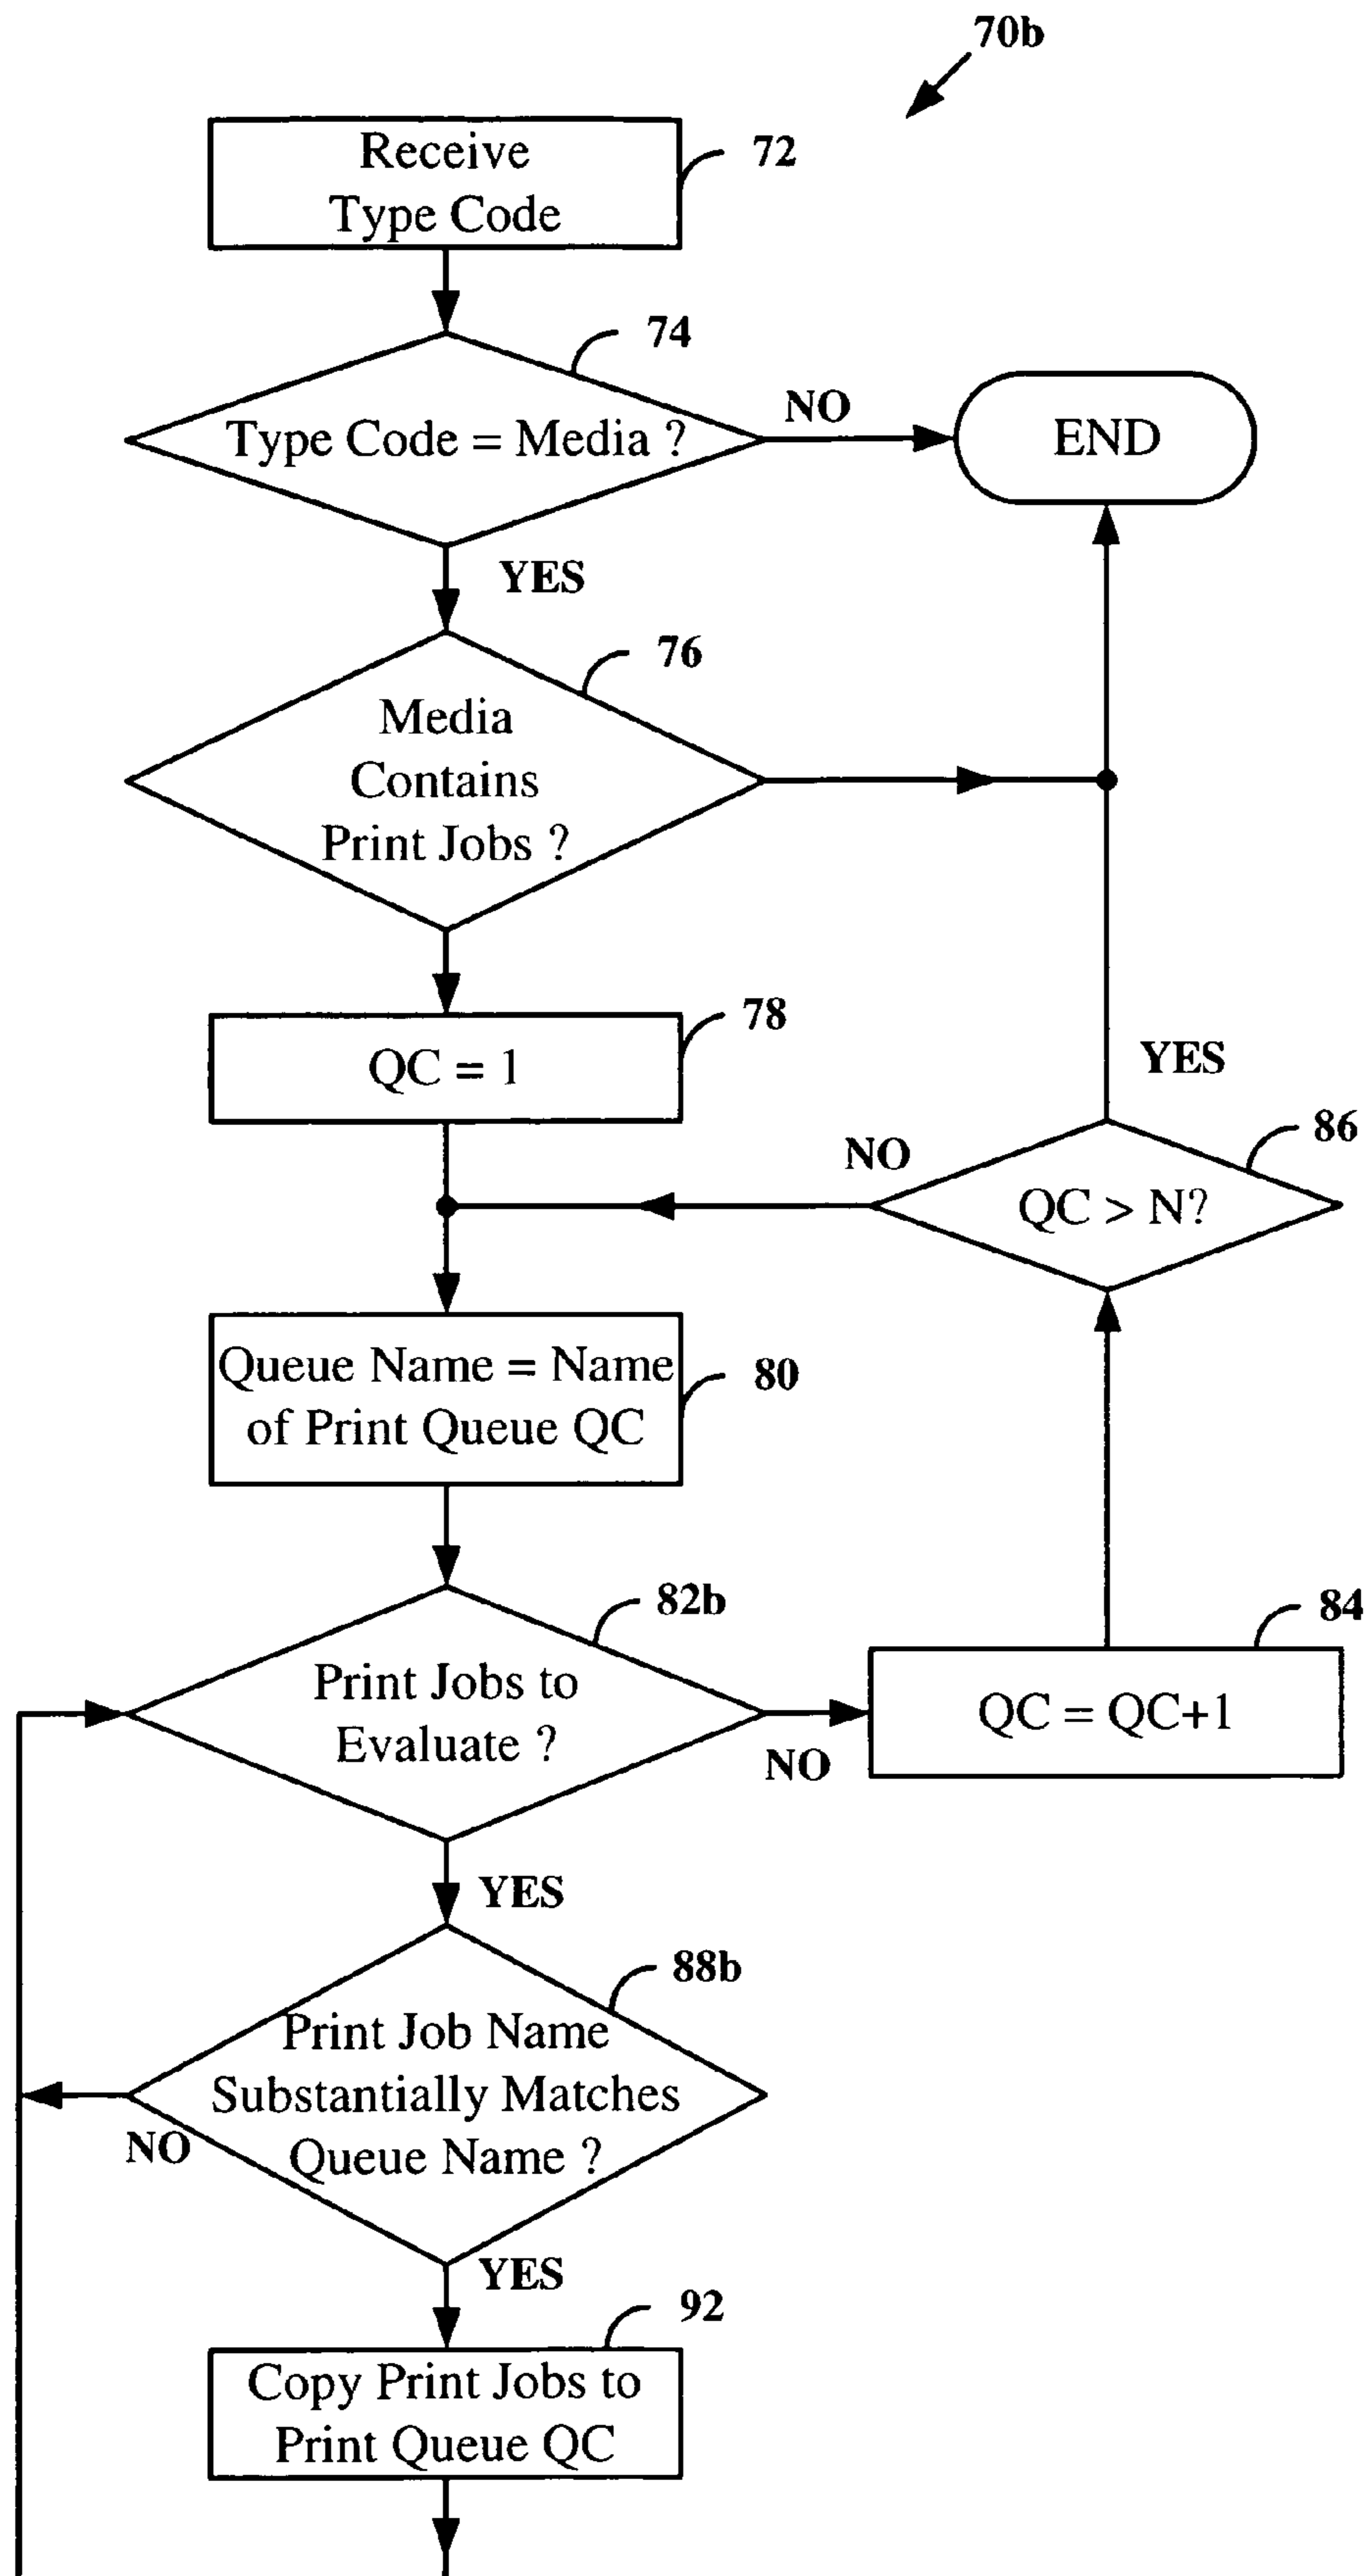 70b
Receive
Type Code
72
74
Type Code = Media ?
NO
END
YES
76
Media
Contains
Print Jobs ?
78
QC = 1
YES
86
NO
QC > N?
Queue Name = Name
of Print Queue QC
80
82b
84
Print Jobs to
Evaluate ?
NO
QC = QC+1
YES
88b
Print Job Name
Substantially Matches
Queue Name ?
NO
YES
92
Copy Print Jobs to
Print Queue QC